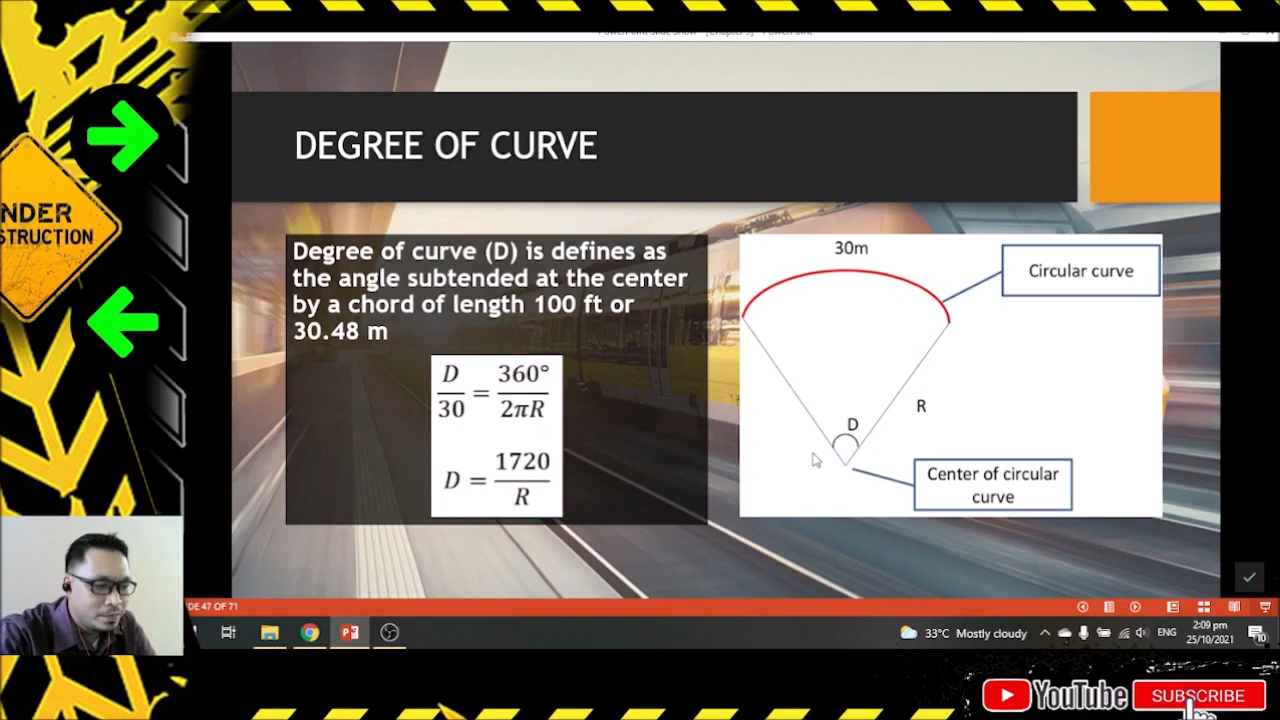 DEGREE OF CURVE
NDER
STRUCTION
Degree of curve (D) is defines as
the angle subtended at the center
by a chord of length 100 ft or
30.48 m
D/30 = 360°/2πR
D = 1720/R
30m
Circular curve
R
D
Center of circular
curve
DE 47 OF 71
33°C Mostly cloudy
ENG
2:09 pm
25/10/2021
10
YouTube
SUBSCRIBE